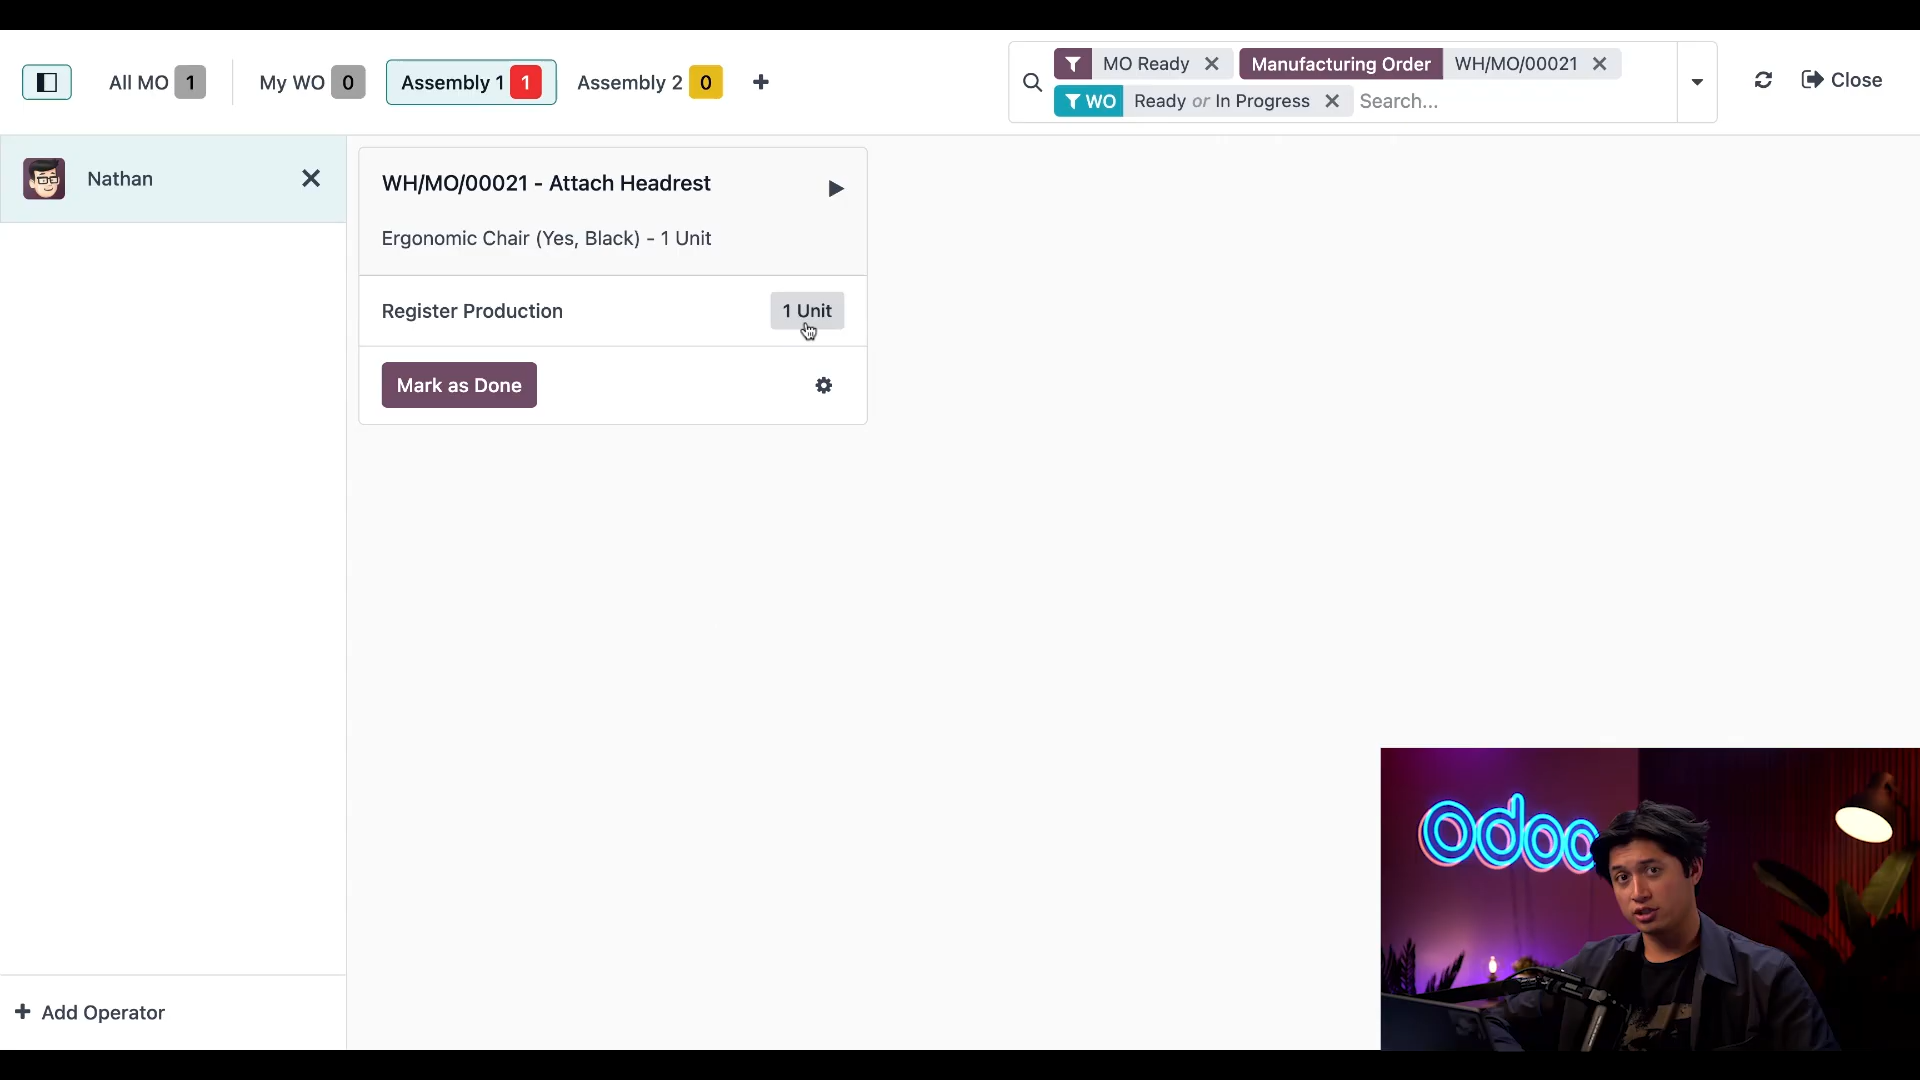 All MO 1
My WO 0
Assembly 1 1
Assembly 2 0
MO Ready
Manufacturing Order WH/MO/00021
WO Ready or In Progress
Search...
Close
Nathan
WH/MO/00021 - Attach Headrest
Ergonomic Chair (Yes, Black) - 1 Unit
Register Production 1 Unit
Mark as Done
Add Operator
odoo